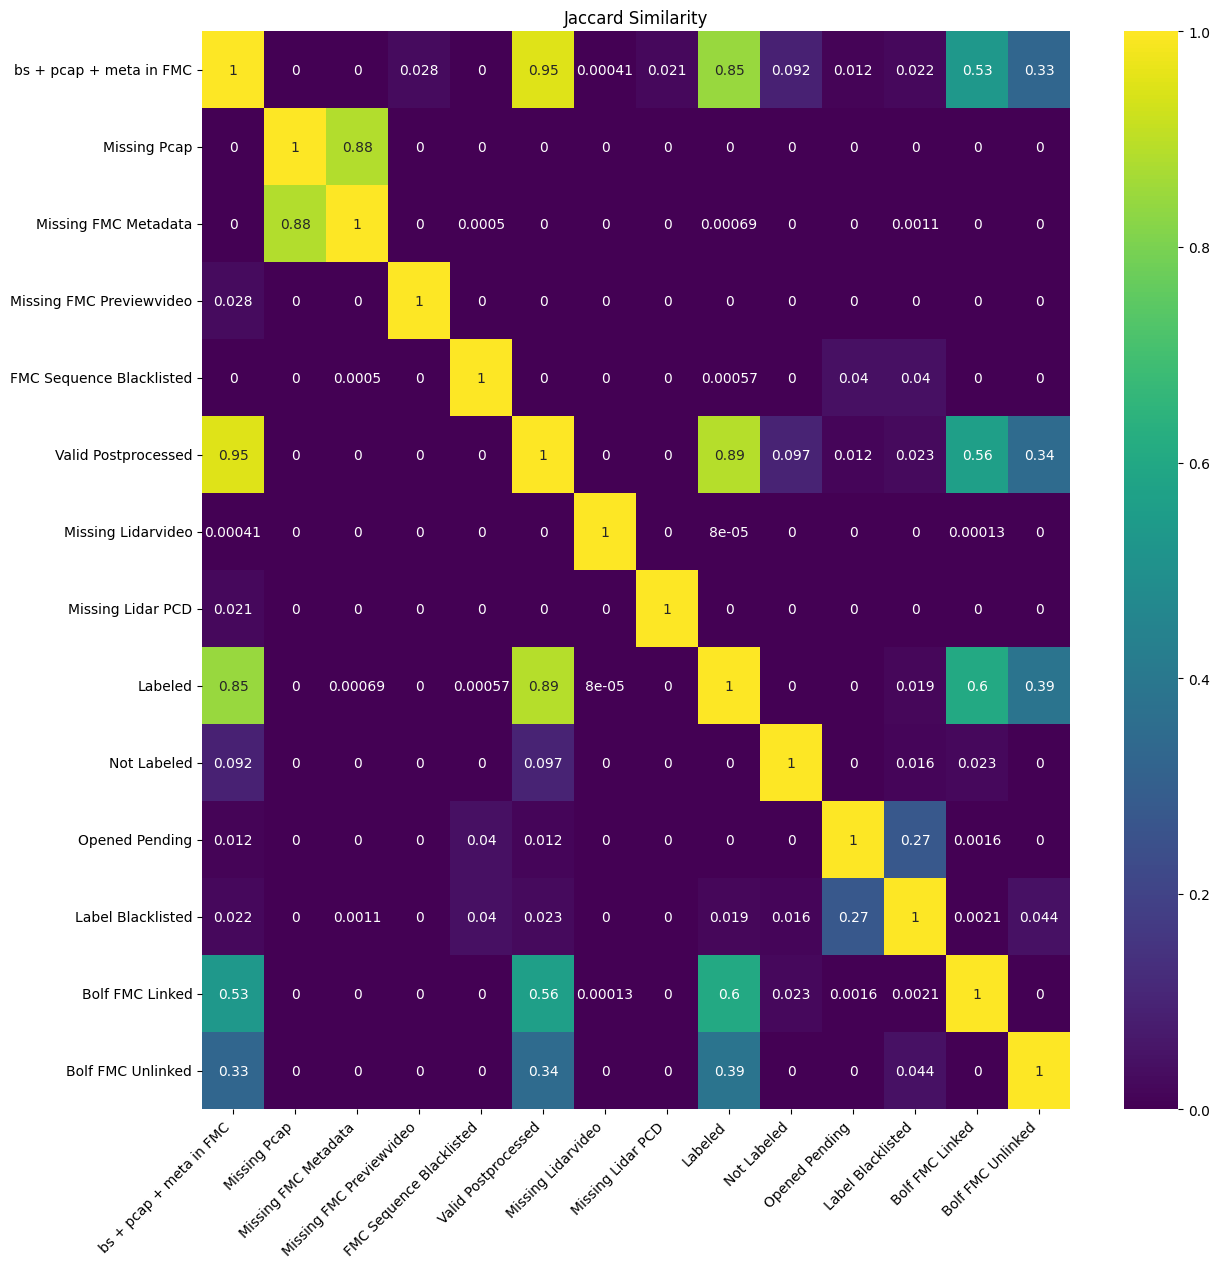 Jaccard Similarity
bs + pcap + meta in FMC 1 0 0 0.028 0 0.95 0.00041 0.021 0.85 0.092 0.012 0.022 0.53 0.33
Missing Pcap 0 1 0.88 0 0 0 0 0 0 0 0 0 0 0
Missing FMC Metadata 0 0.88 1 0 0.0005 0 0 0 0.00069 0 0 0.0011 0 0
Missing FMC Previewvideo 0.028 0 0 1 0 0 0 0 0 0 0 0 0 0
FMC Sequence Blacklisted 0 0 0.0005 0 1 0 0 0 0.00057 0 0.04 0.04 0 0
Valid Postprocessed 0.95 0 0 0 0 1 0 0 0.89 0.097 0.012 0.023 0.56 0.34
Missing Lidarvideo 0.00041 0 0 0 0 0 1 0 8e-05 0 0 0 0.00013 0
Missing Lidar PCD 0.021 0 0 0 0 0 0 1 0 0 0 0 0 0
Labeled 0.85 0 0.00069 0 0.00057 0.89 8e-05 0 1 0 0 0.019 0.6 0.39
Not Labeled 0.092 0 0 0 0 0.097 0 0 0 1 0 0.016 0.023 0
Opened Pending 0.012 0 0 0 0.04 0.012 0 0 0 0 1 0.27 0.0016 0
Label Blacklisted 0.022 0 0.0011 0 0.04 0.023 0 0 0.019 0.016 0.27 1 0.0021 0.044
Bolf FMC Linked 0.53 0 0 0 0 0.56 0.00013 0 0.6 0.023 0.0016 0.0021 1 0
Bolf FMC Unlinked 0.33 0 0 0 0 0.34 0 0 0.39 0 0 0.044 0 1
bs + pcap + meta in FMC
Missing Pcap
Missing FMC Metadata
Missing FMC Previewvideo
FMC Sequence Blacklisted
Valid Postprocessed
Missing Lidarvideo
Missing Lidar PCD
Labeled
Not Labeled
Opened Pending
Label Blacklisted
Bolf FMC Linked
Bolf FMC Unlinked
1.0
0.8
0.6
0.4
0.2
0.0